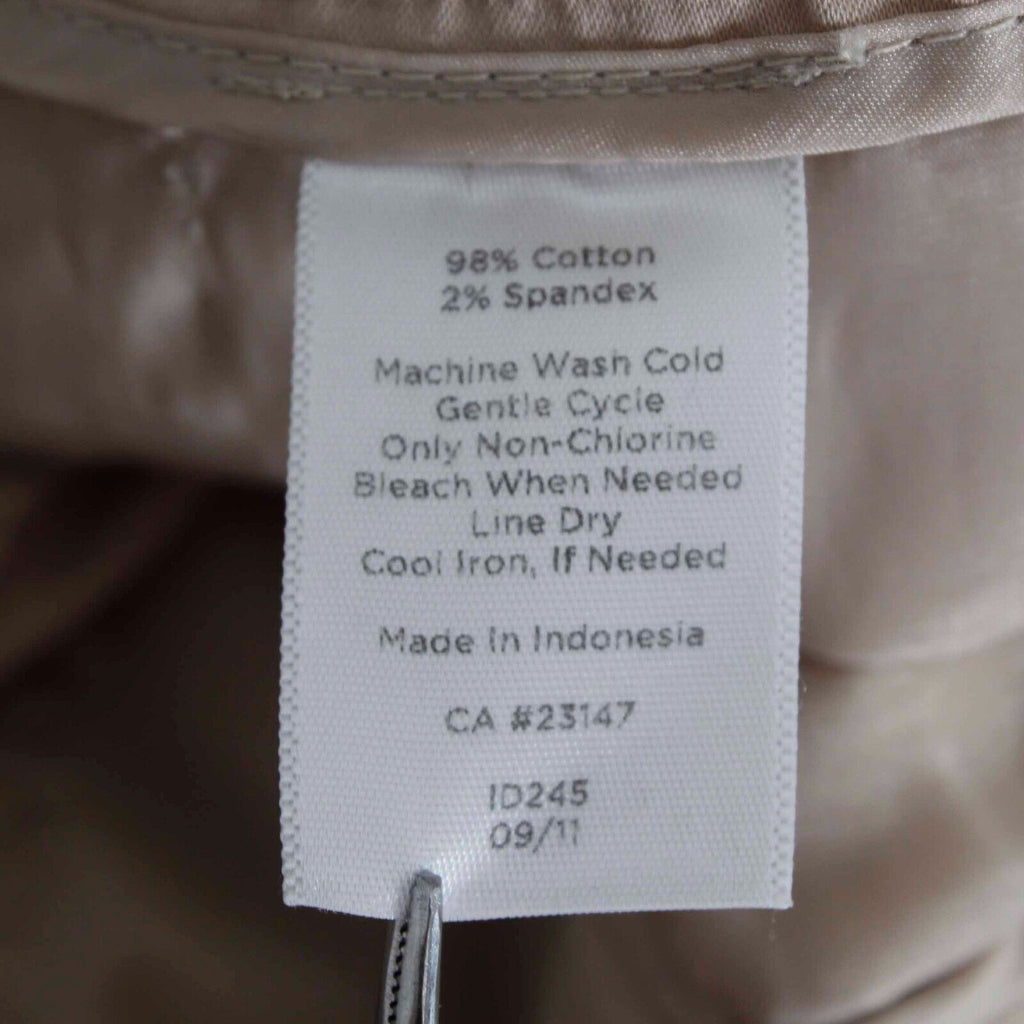 98% Cotton
2% Spandex
Machine Wash Cold
Gentle Cycle
Only Non-Chlorine
Bleach When Needed
Line Dry
Cool Iron, If Needed
Made In Indonesia
CA #23147
ID245
09/11